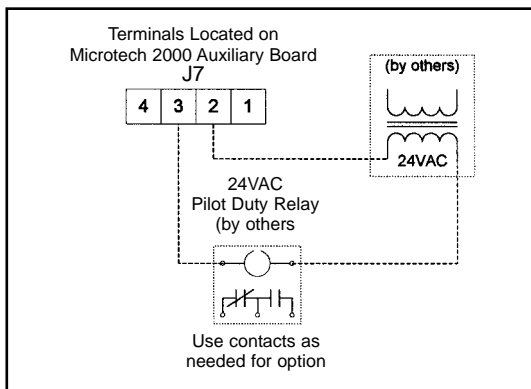 Terminals Located on
Microtech 2000 Auxiliary Board
J7
4 3 2 1
(by others)
24VAC
24VAC
Pilot Duty Relay
(by others
Use contacts as
needed for option